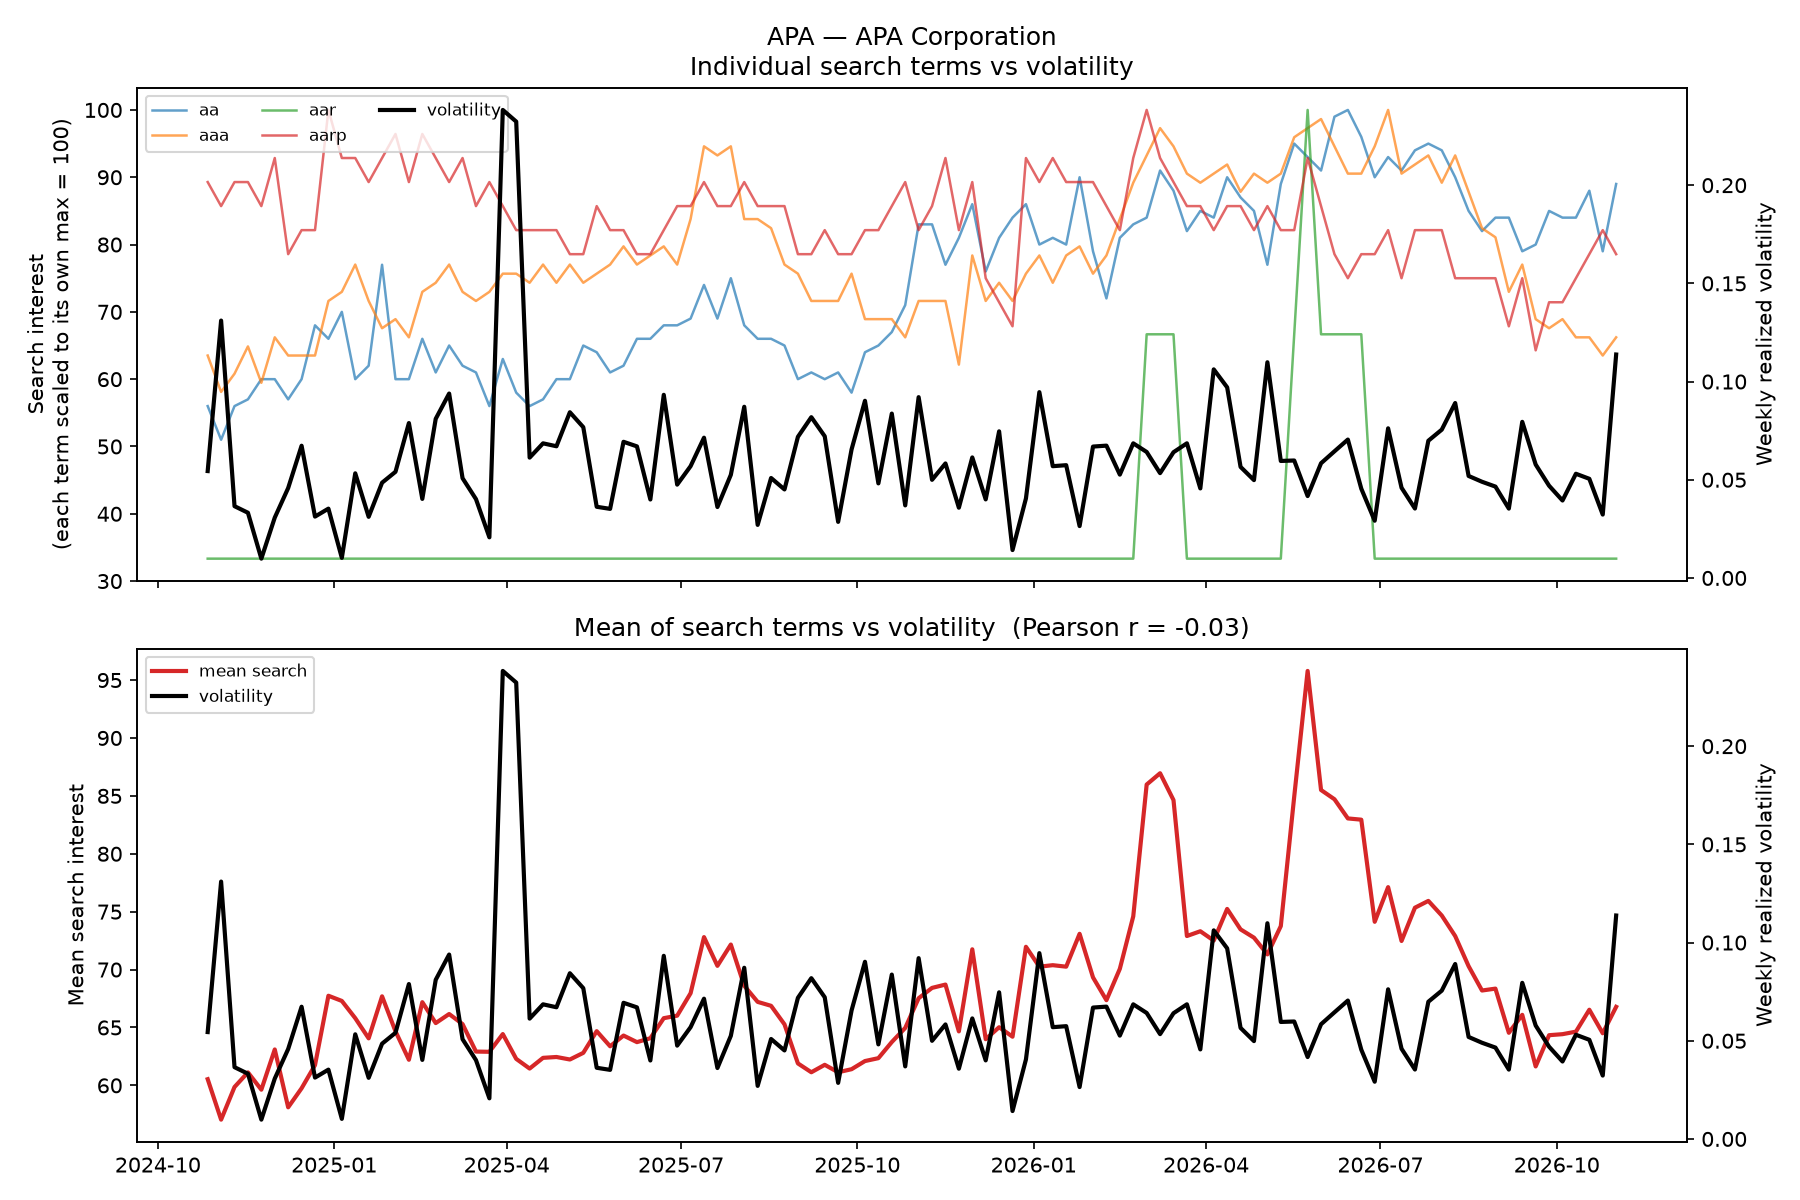 APA — APA Corporation
Individual search terms vs volatility
aa
aaa
aar
aarp
volatility
Search interest
(each term scaled to its own max = 100)
100
90
80
70
60
50
40
30
0.20
0.15
0.10
0.05
0.00
Weekly realized volatility
Mean of search terms vs volatility (Pearson r = -0.03)
mean search
volatility
Mean search interest
95
90
85
80
75
70
65
60
0.20
0.15
0.10
0.05
0.00
Weekly realized volatility
2024-10
2025-01
2025-04
2025-07
2025-10
2026-01
2026-04
2026-07
2026-10